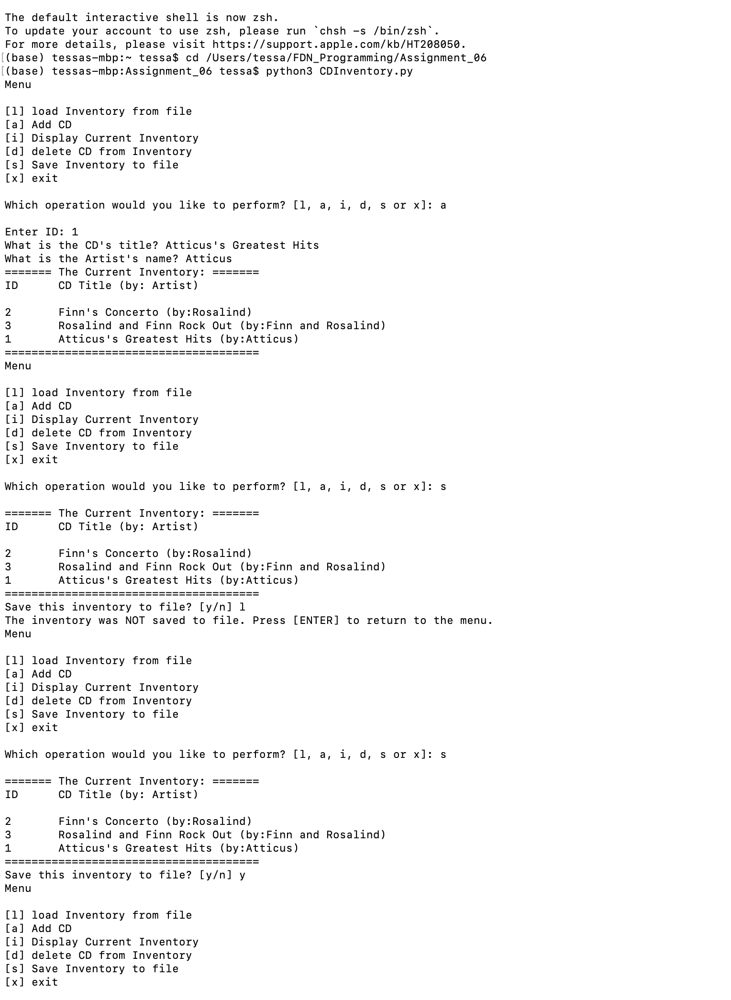 The default interactive shell is now zsh.
To update your account to use zsh, please run `chsh -s /bin/zsh`.
For more details, please visit https://support.apple.com/kb/HT208050.
[(base) tessas-mbp:~ tessa$ cd /Users/tessa/FDN_Programming/Assignment_06
[(base) tessas-mbp:Assignment_06 tessa$ python3 CDInventory.py
Menu

[l] load Inventory from file
[a] Add CD
[i] Display Current Inventory
[d] delete CD from Inventory
[s] Save Inventory to file
[x] exit

Which operation would you like to perform? [l, a, i, d, s or x]: a

Enter ID: 1
What is the CD's title? Atticus's Greatest Hits
What is the Artist's name? Atticus
======= The Current Inventory: =======
ID      CD Title (by: Artist)

2       Finn's Concerto (by:Rosalind)
3       Rosalind and Finn Rock Out (by:Finn and Rosalind)
1       Atticus's Greatest Hits (by:Atticus)
======================================
Menu

[l] load Inventory from file
[a] Add CD
[i] Display Current Inventory
[d] delete CD from Inventory
[s] Save Inventory to file
[x] exit

Which operation would you like to perform? [l, a, i, d, s or x]: s

======= The Current Inventory: =======
ID      CD Title (by: Artist)

2       Finn's Concerto (by:Rosalind)
3       Rosalind and Finn Rock Out (by:Finn and Rosalind)
1       Atticus's Greatest Hits (by:Atticus)
======================================
Save this inventory to file? [y/n] l
The inventory was NOT saved to file. Press [ENTER] to return to the menu.
Menu

[l] load Inventory from file
[a] Add CD
[i] Display Current Inventory
[d] delete CD from Inventory
[s] Save Inventory to file
[x] exit

Which operation would you like to perform? [l, a, i, d, s or x]: s

======= The Current Inventory: =======
ID      CD Title (by: Artist)

2       Finn's Concerto (by:Rosalind)
3       Rosalind and Finn Rock Out (by:Finn and Rosalind)
1       Atticus's Greatest Hits (by:Atticus)
======================================
Save this inventory to file? [y/n] y
Menu

[l] load Inventory from file
[a] Add CD
[i] Display Current Inventory
[d] delete CD from Inventory
[s] Save Inventory to file
[x] exit